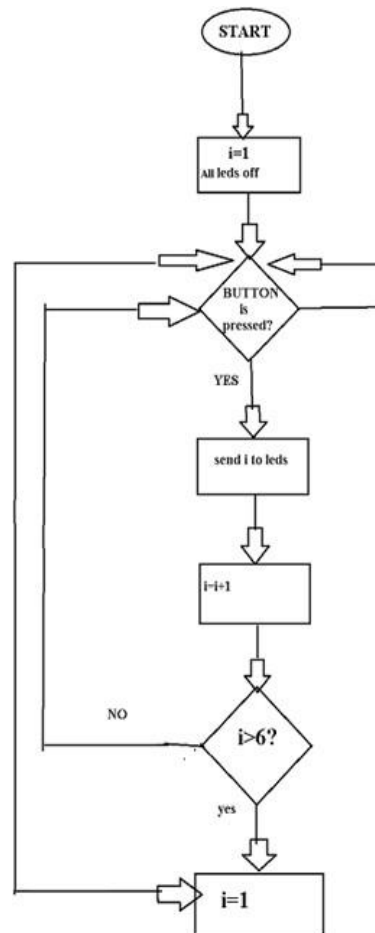 START
i=1
All leds off
BUTTON
is
pressed?
YES
send i to leds
i=i+1
NO
i>6?
yes
i=1